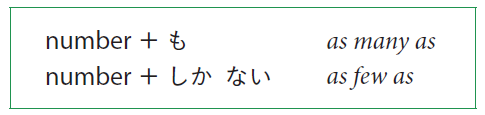 number + も as many as
number + しか ない as few as